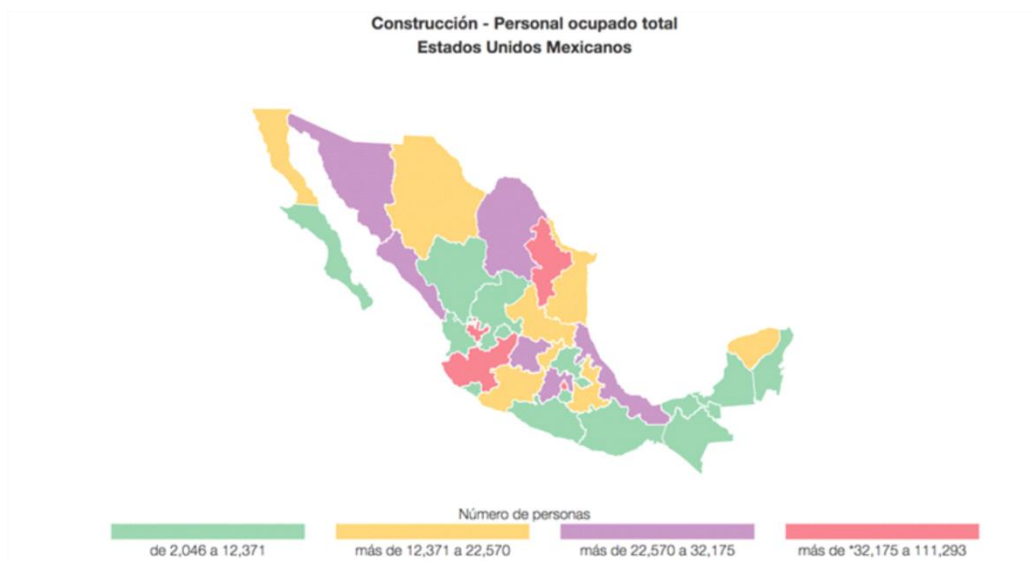 Construcción - Personal ocupado total
Estados Unidos Mexicanos
Número de personas
de 2,046 a 12,371
más de 12,371 a 22,570
más de 22,570 a 32,175
más de *32,175 a 111,293